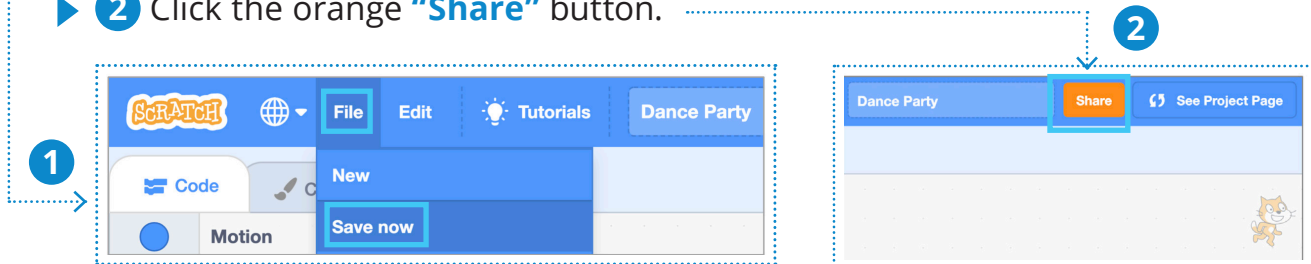 2 Click the orange "Share" button.
2
SCRATCH File Edit Tutorials Dance Party
Dance Party Share See Project Page
1
Code
New
Save now
Motion